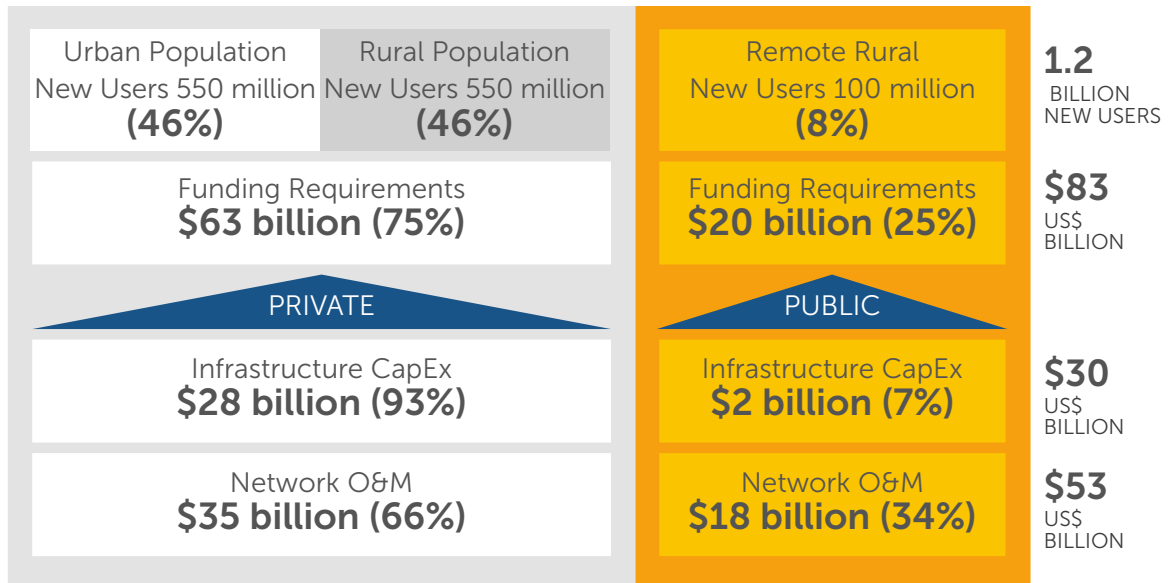 Urban Population
New Users 550 million
(46%)
Rural Population
New Users 550 million
(46%)
Remote Rural
New Users 100 million
(8%)
1.2
BILLION
NEW USERS
Funding Requirements
$63 billion (75%)
Funding Requirements
$20 billion (25%)
$83
US$
BILLION
PRIVATE
PUBLIC
Infrastructure CapEx
$28 billion (93%)
Infrastructure CapEx
$2 billion (7%)
$30
US$
BILLION
Network O&M
$35 billion (66%)
Network O&M
$18 billion (34%)
$53
US$
BILLION